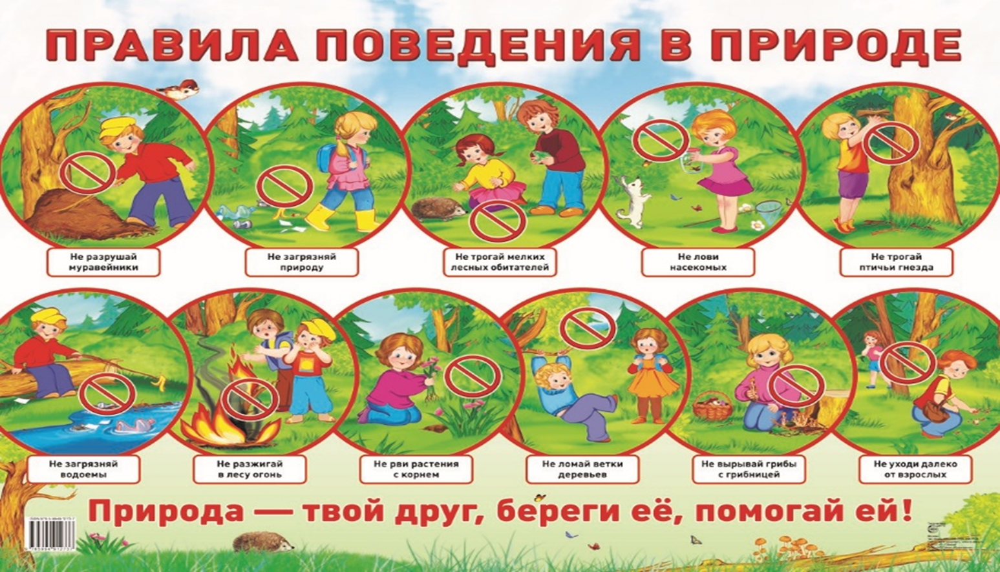 ПРАВИЛА ПОВЕДЕНИЯ В ПРИРОДЕ
Не разрушай
муравейники
Не загрязняй
природу
Не трогай мелких
лесных обитателей
Не лови
насекомых
Не трогай
птичьи гнезда
Не загрязняй
водоемы
Не разжигай
в лесу огонь
Не рви растения
с корнем
Не ломай ветки
деревьев
Не вырывай грибы
с грибницей
Не уходи далеко
от взрослых
Природа — твой друг, береги её, помогай ей!